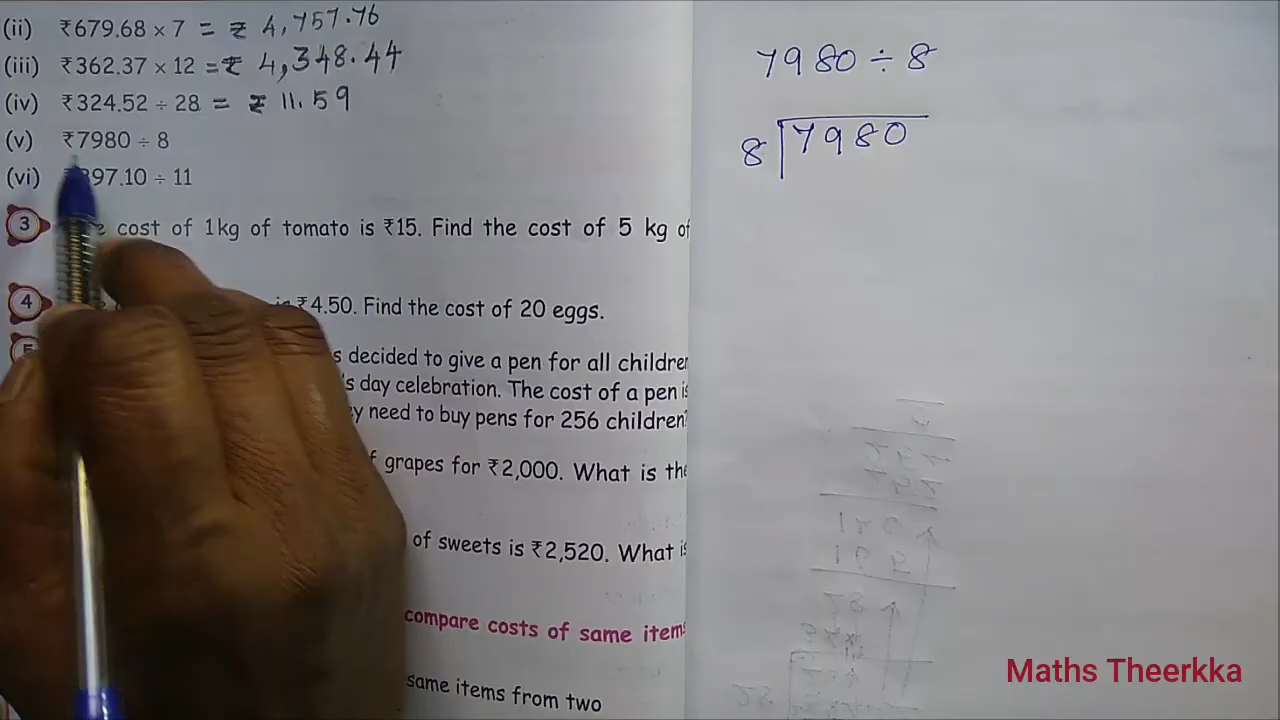 (ii) ₹679.68 × 7 = ₹ 4,757.76
(iii) ₹362.37 × 12 = ₹ 4,348.44
(iv) ₹324.52 ÷ 28 = ₹ 11.59
(v) ₹7980 ÷ 8
(vi) 97.10 ÷ 11
3 cost of 1kg of tomato is ₹15. Find the cost of 5 kg of
4 ₹4.50. Find the cost of 20 eggs.
decided to give a pen for all children
's day celebration. The cost of a pen is
need to buy pens for 256 children?
grapes for ₹2,000. What is the
of sweets is ₹2,520. What is
compare costs of same items
same items from two
7980 ÷ 8
8 7980
Maths Theerkka